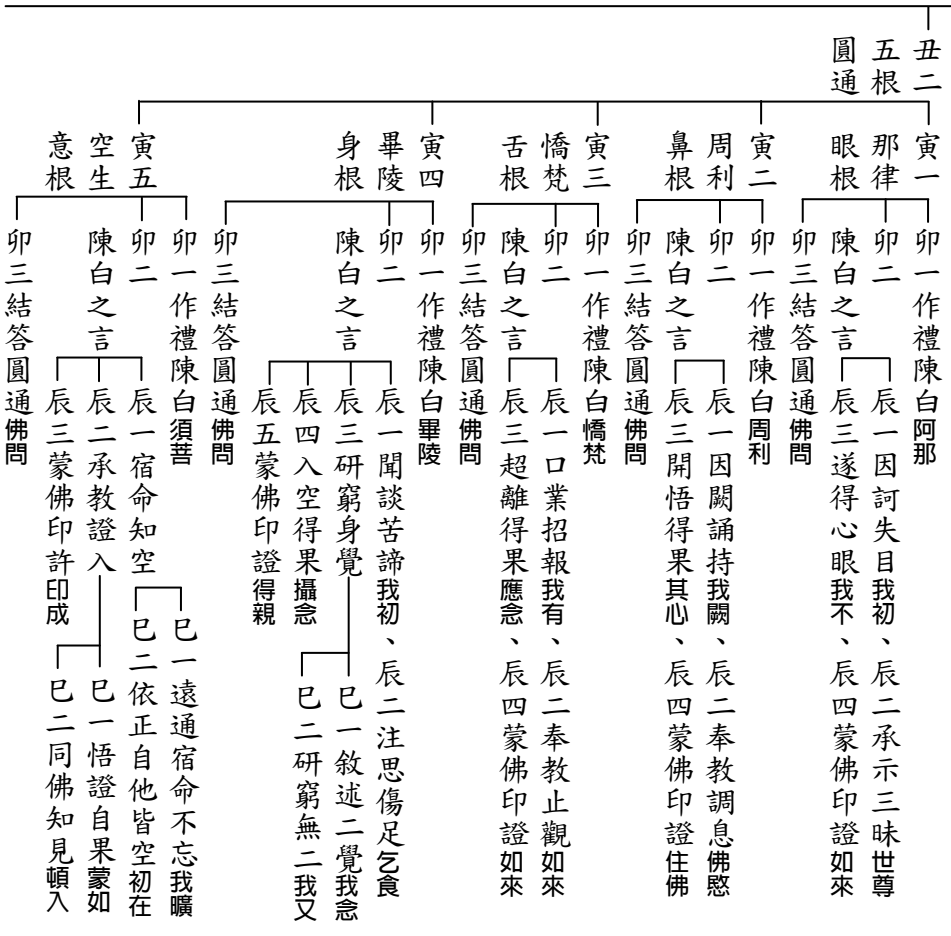 丑二
五根
圓通
寅一
那律
眼根
卯一作禮陳白阿那
卯二
陳白之言
辰一因訶失目我初、辰二承示三昧世尊
辰三遂得心眼我不、辰四蒙佛印證如來
卯三結答圓通佛問
寅二
周利
鼻根
卯一作禮陳白周利
卯二
陳白之言
辰一因闕誦持我闕、辰二奉教調息佛愍
辰三開悟得果其心、辰四蒙佛印證住佛
卯三結答圓通佛問
寅三
憍梵
舌根
卯一作禮陳白憍梵
卯二
陳白之言
辰一口業招報我有、辰二奉教止觀如來
辰三超離得果應念、辰四蒙佛印證如來
卯三結答圓通佛問
寅四
畢陵
身根
卯一作禮陳白畢陵
卯二
陳白之言
辰一聞談苦諦我初、辰二注思傷足乞食
辰三研窮身覺
巳一敘述二覺我念
巳二研窮無二我又
辰四入空得果攝念
辰五蒙佛印證得親
卯三結答圓通佛問
寅五
空生
意根
卯一作禮陳白須菩
卯二
陳白之言
辰一宿命知空
巳一遠通宿命不忘我曠
巳二依正自他皆空初在
辰二承教證入
巳一悟證自果蒙如
巳二同佛知見頓入
辰三蒙佛印許印成
卯三結答圓通佛問